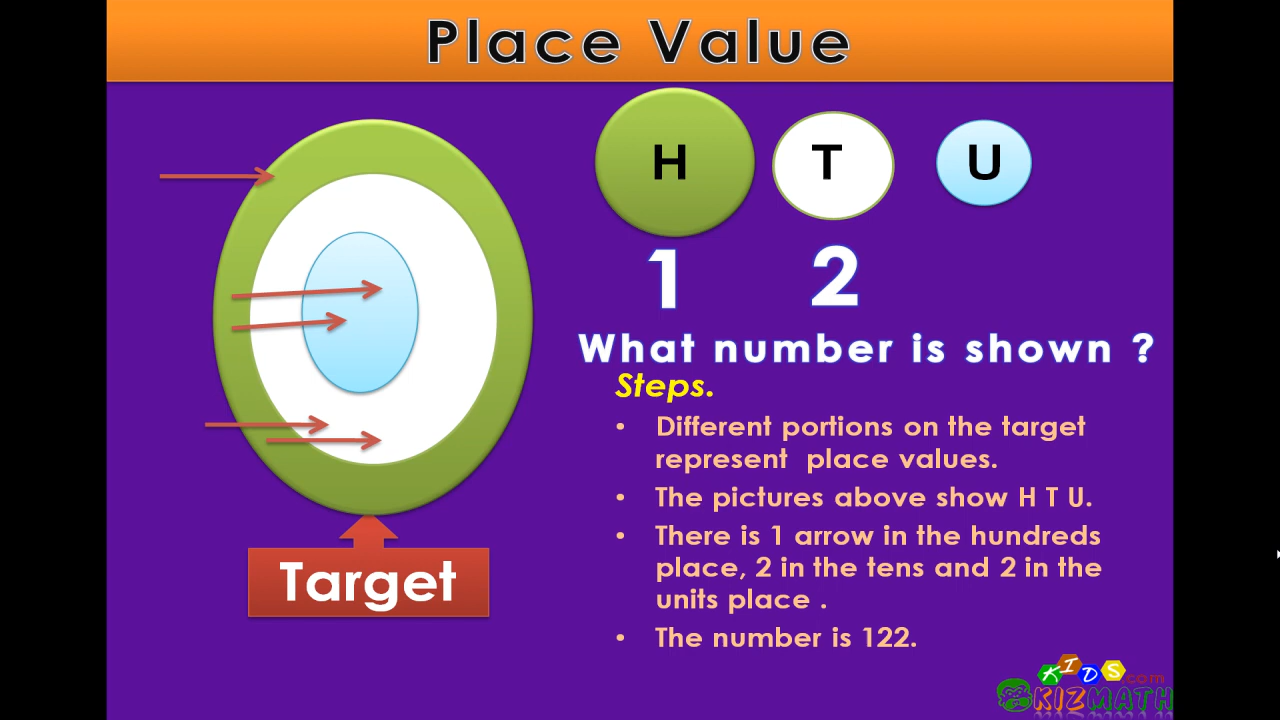 Place Value
H T U
1 2
What number is shown ?
Steps.
• Different portions on the target
represent place values.
• The pictures above show H T U.
• There is 1 arrow in the hundreds
place, 2 in the tens and 2 in the
units place .
• The number is 122.
Target
KIDS.com
KIZMATH